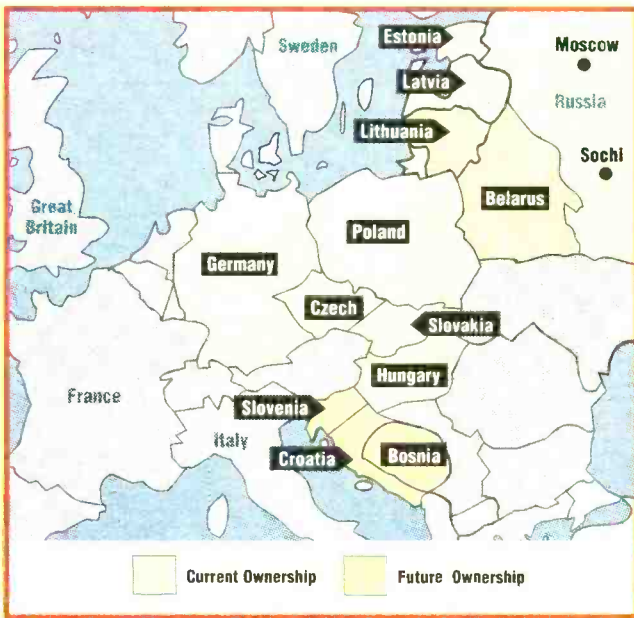 Estonia
Sweden
Moscow
Latvia
Russia
Lithuania
Sochi
Belarus
Great
Britain
Poland
Germany
Czech
Slovakia
Hungary
France
Slovenia
Italy
Croatia
Bosnia
Current Ownership
Future Ownership